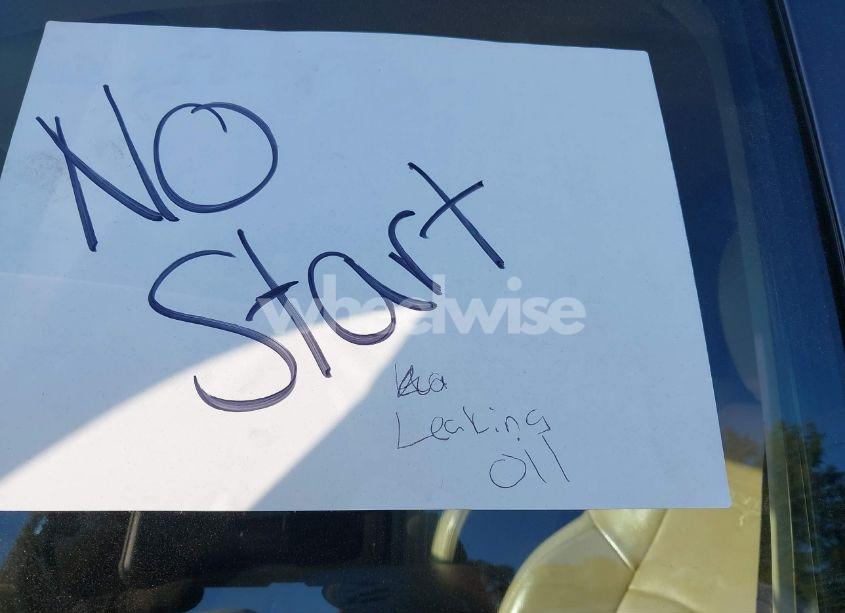 No
Start
wheelwise
Leaking
Oil